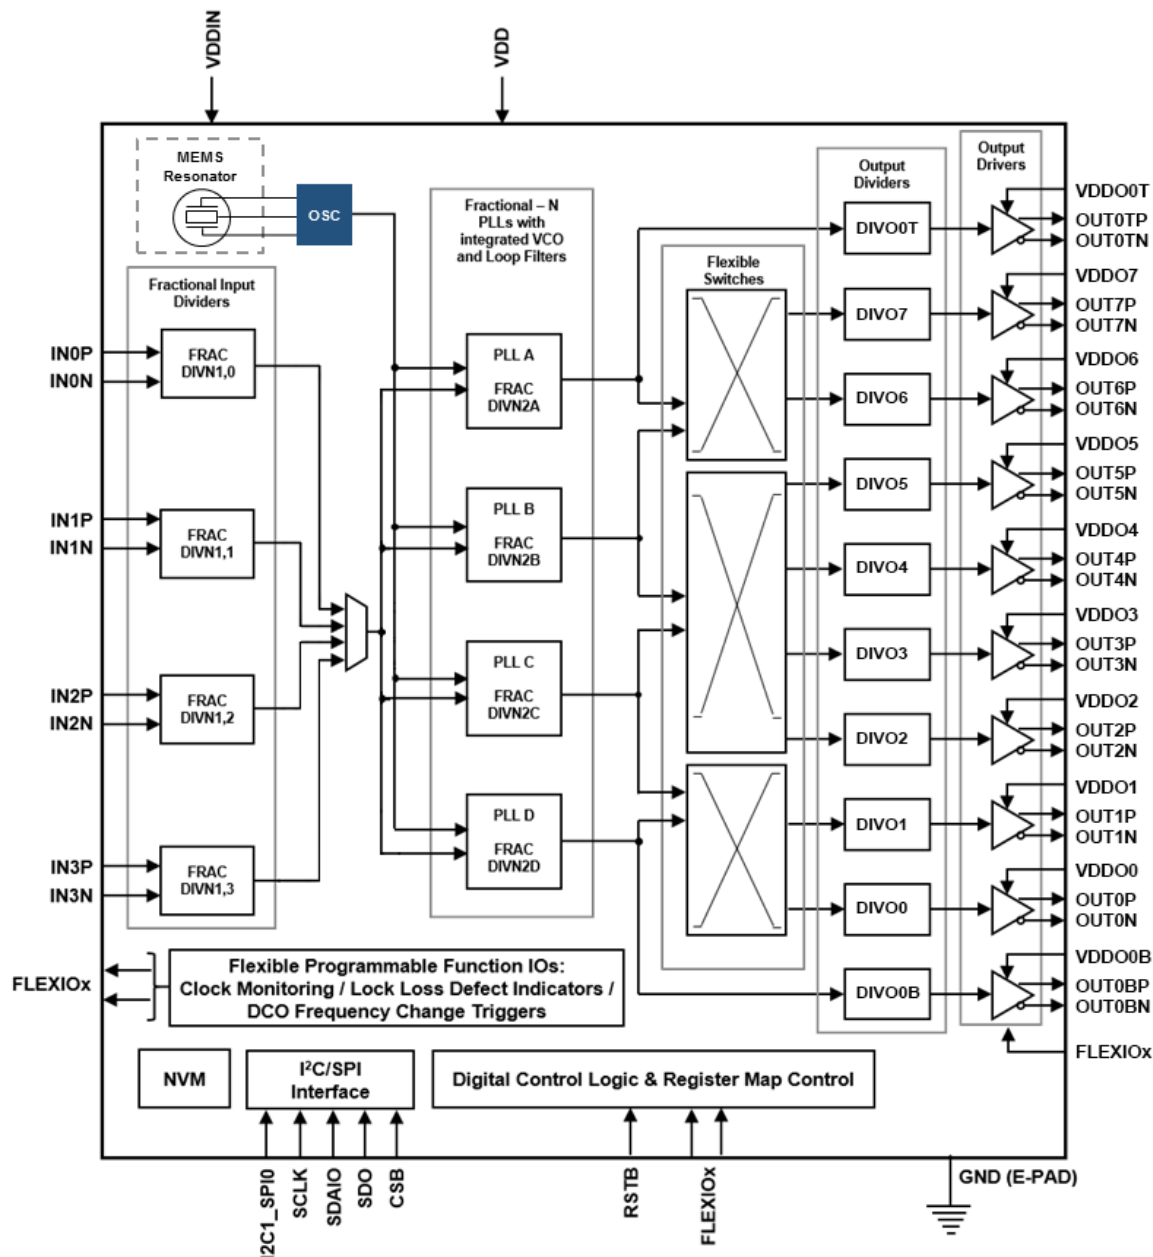 VDDIN
VDD
MEMS
Resonator
OSC
Fractional – N
PLLs with
integrated VCO
and Loop Filters
Output
Dividers
Output
Drivers
Fractional Input
Dividers
Flexible
Switches
IN0P
IN0N
FRAC
DIVN1,0
IN1P
IN1N
FRAC
DIVN1,1
IN2P
IN2N
FRAC
DIVN1,2
IN3P
IN3N
FRAC
DIVN1,3
PLL A
FRAC
DIVN2A
PLL B
FRAC
DIVN2B
PLL C
FRAC
DIVN2C
PLL D
FRAC
DIVN2D
DIVO0T
DIVO7
DIVO6
DIVO5
DIVO4
DIVO3
DIVO2
DIVO1
DIVO0
DIVO0B
VDDO0T
OUT0TP
OUT0TN
VDDO7
OUT7P
OUT7N
VDDO6
OUT6P
OUT6N
VDDO5
OUT5P
OUT5N
VDDO4
OUT4P
OUT4N
VDDO3
OUT3P
OUT3N
VDDO2
OUT2P
OUT2N
VDDO1
OUT1P
OUT1N
VDDO0
OUT0P
OUT0N
VDDO0B
OUT0BP
OUT0BN
FLEXIOx
FLEXIOx
Flexible Programmable Function IOs:
Clock Monitoring / Lock Loss Defect Indicators /
DCO Frequency Change Triggers
NVM
I²C/SPI
Interface
Digital Control Logic & Register Map Control
I2C1_SPI0
SCLK
SDAIO
SDO
CSB
RSTB
FLEXIOx
GND (E-PAD)